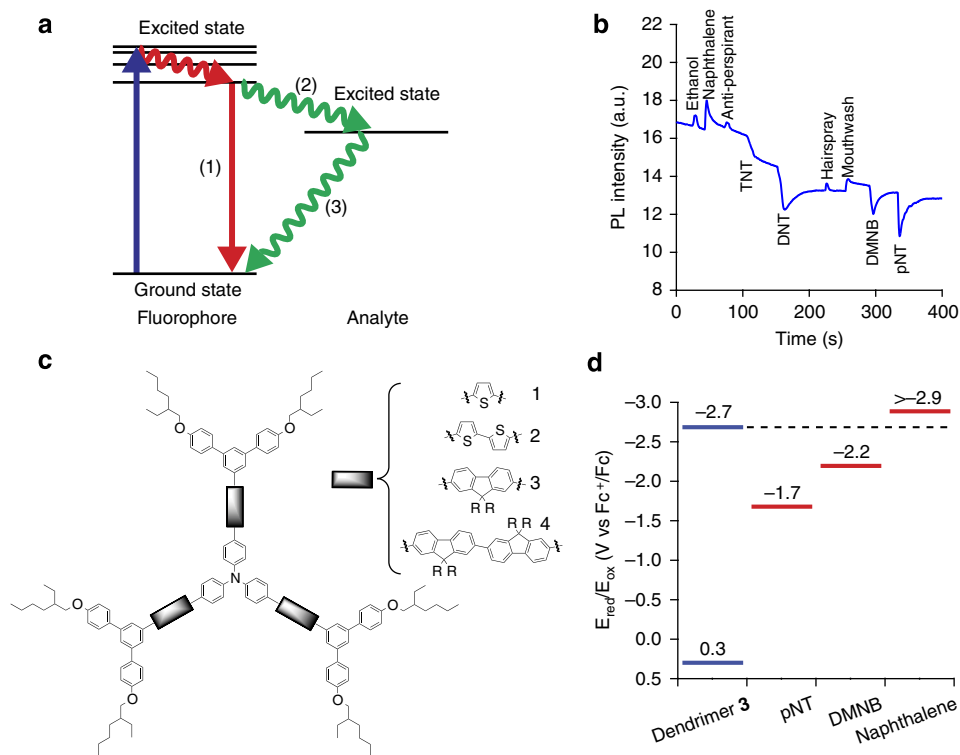 a
Excited state
(2)
Excited state
(1)
(3)
Ground state
Fluorophore
Analyte
b
PL intensity (a.u.)
22
20
18
16
14
12
10
8
Ethanol
Naphthalene
Anti-perspirant
TNT
DNT
Hairspray
Mouthwash
DMNB
pNT
0 100 200 300 400
Time (s)
c
O
O
S
1
S
S
2
R R
3
R R
R R
4
N
O
O
O
O
d
E_red/E_ox (V vs Fc⁺/Fc)
−3.0
−2.5
−2.0
−1.5
−1.0
−0.5
0.0
0.5
−2.7
0.3
−1.7
−2.2
>−2.9
Dendrimer 3
pNT
DMNB
Naphthalene